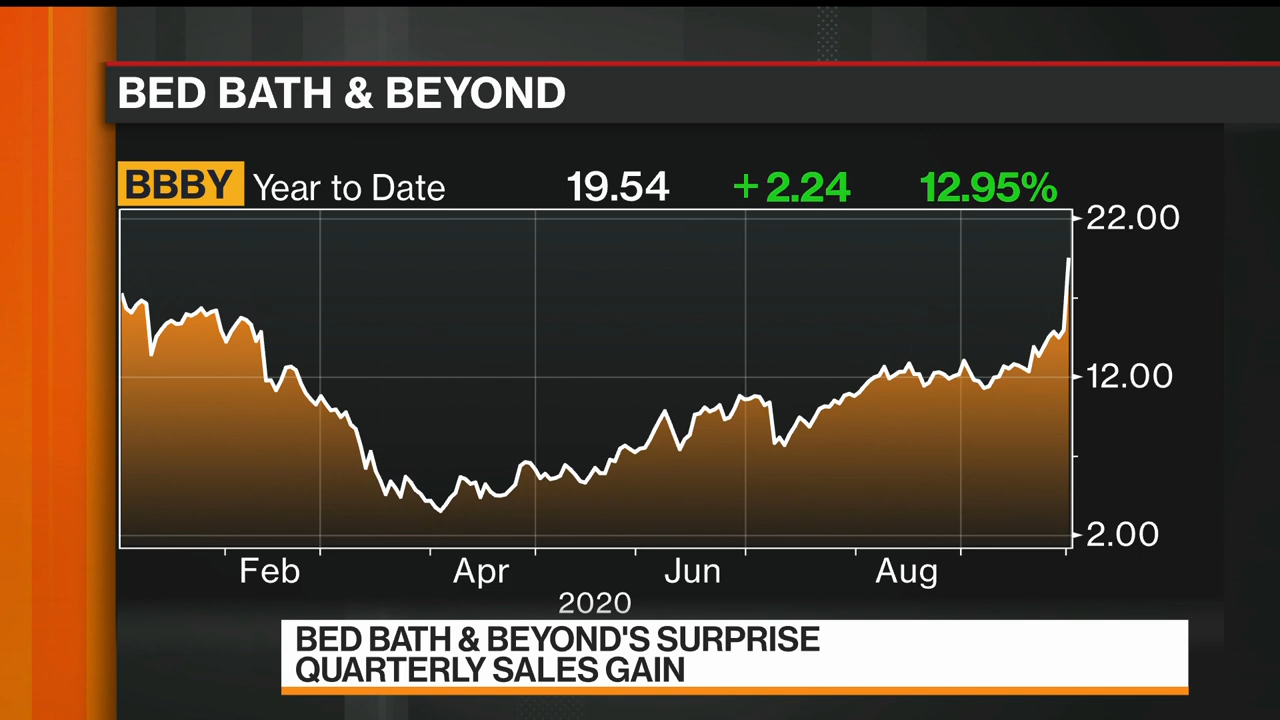 BED BATH & BEYOND
BBBY Year to Date 19.54 +2.24 12.95%
22.00
12.00
2.00
Feb Apr Jun Aug
2020
BED BATH & BEYOND'S SURPRISE
QUARTERLY SALES GAIN